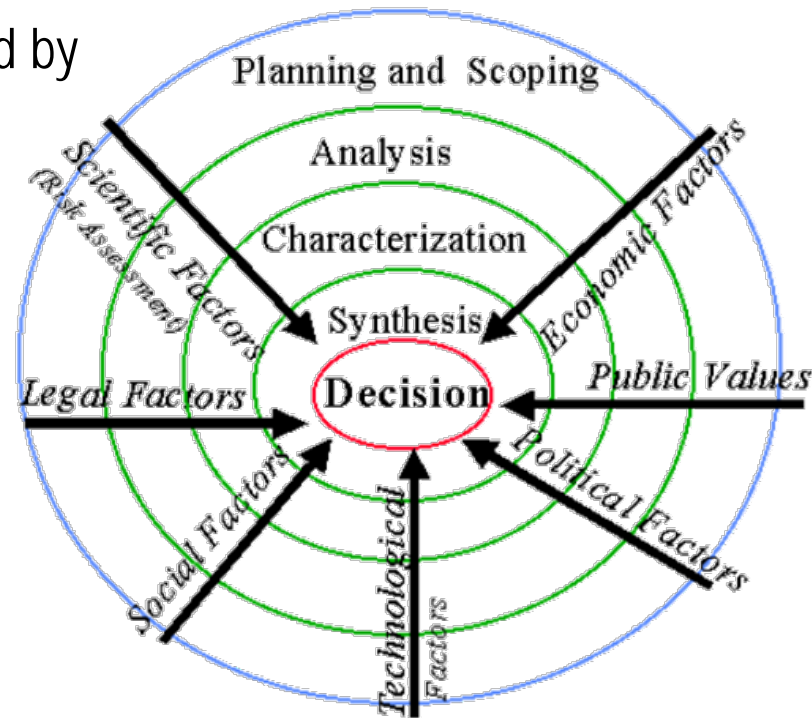 d by
Planning and Scoping
Analysis
Characterization
Synthesis
Decision
Scientific Factors
(Risk Assessment)
Economic Factors
Legal Factors
Public Values
Social Factors
Political Factors
Technological
Factors